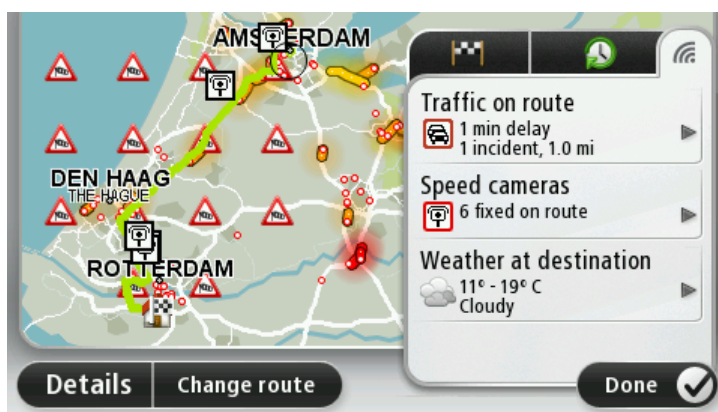 AMSTERDAM
DEN HAAG
THE HAGUE
ROTTERDAM
Traffic on route
1 min delay
1 incident, 1.0 mi
Speed cameras
6 fixed on route
Weather at destination
11° - 19° C
Cloudy
Details
Change route
Done